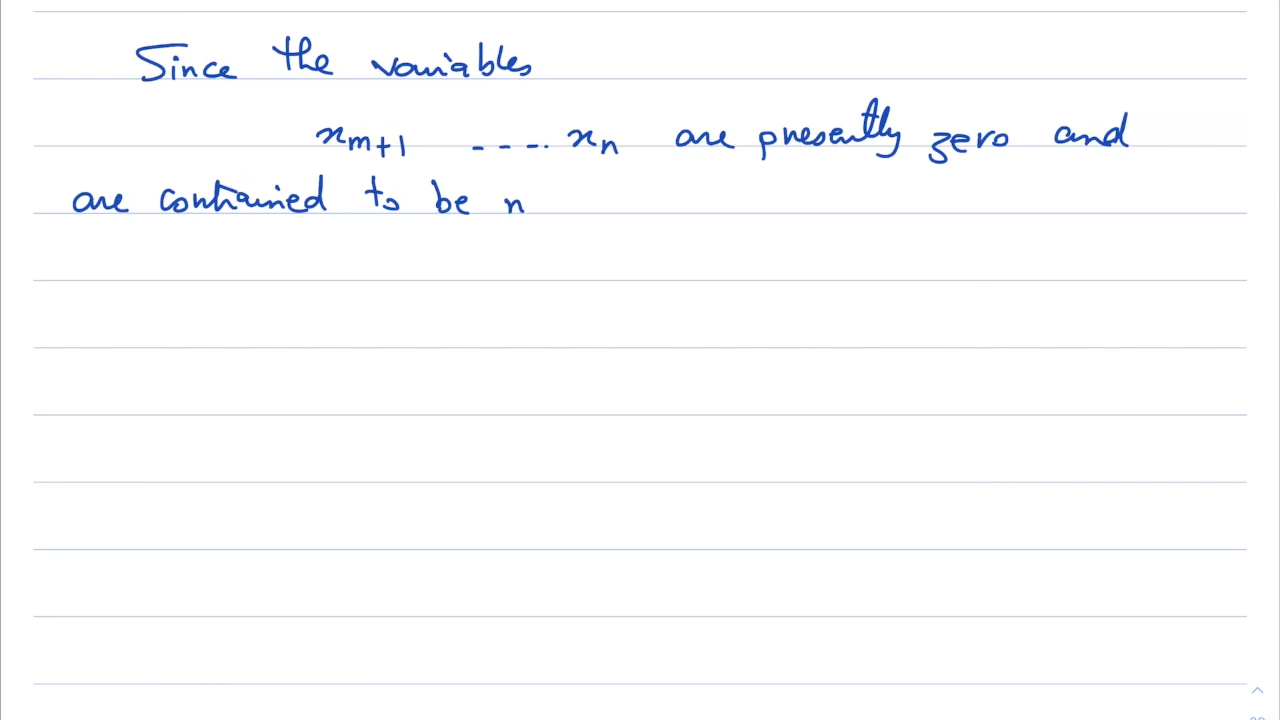 Since the variables
x_{m+1} ----. x_n are presently zero and
are contrained to be n